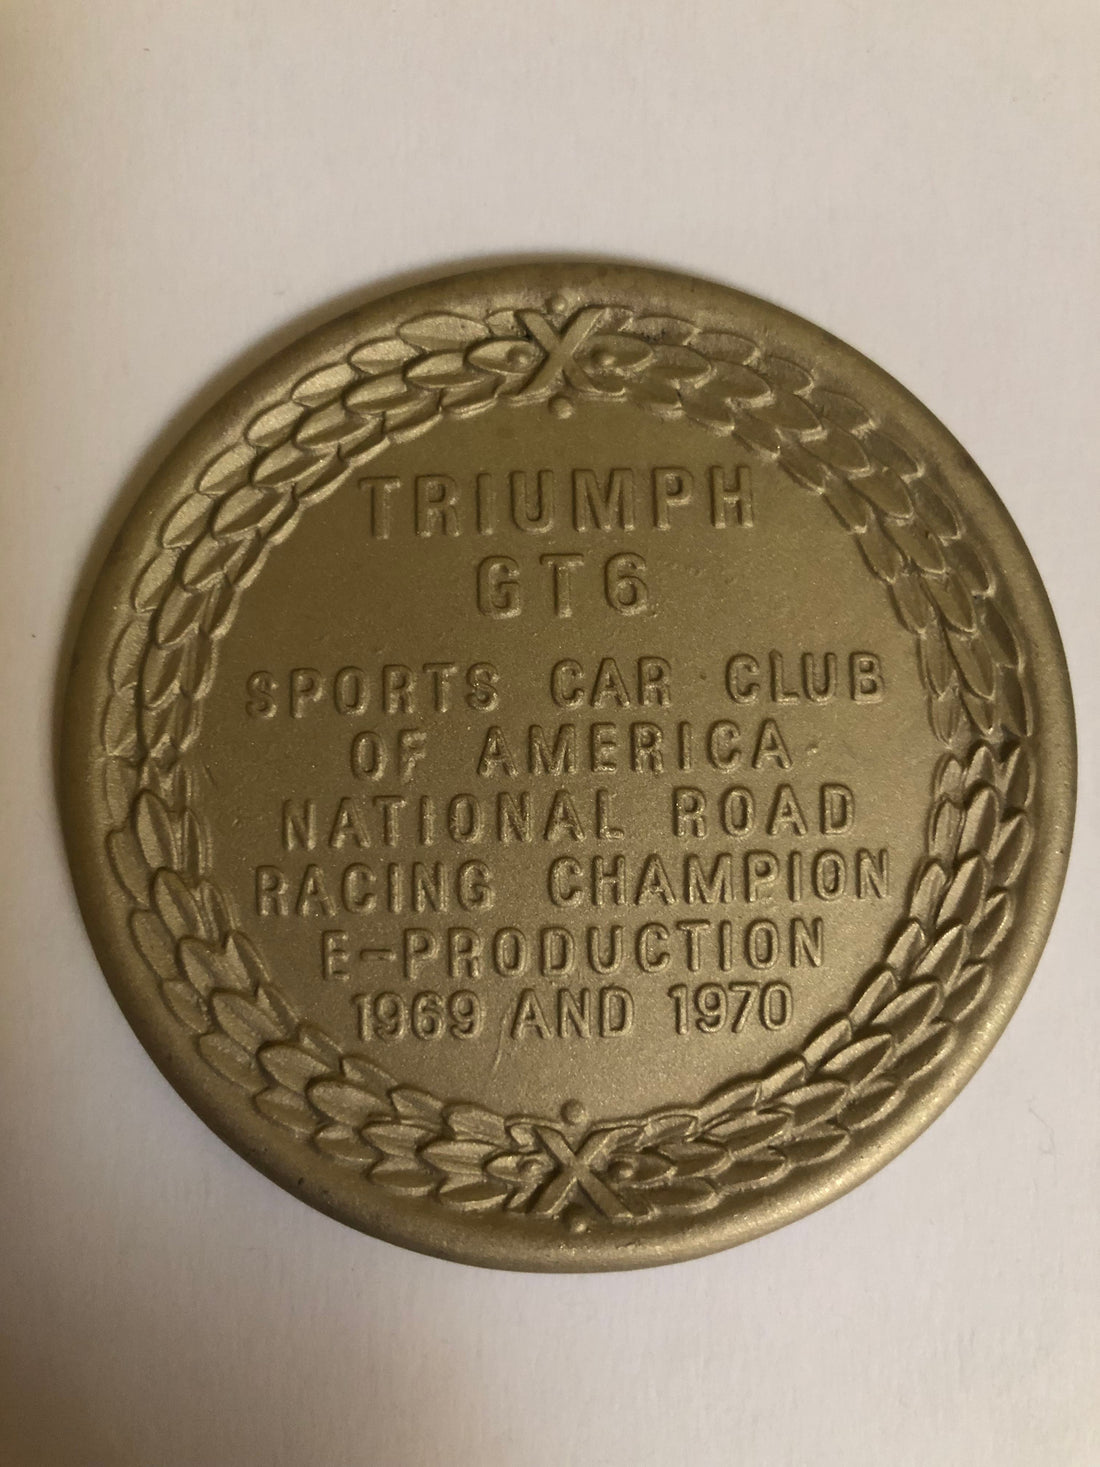 TRIUMPH
GT6
SPORTS CAR CLUB
OF AMERICA
NATIONAL ROAD
RACING CHAMPION
E-PRODUCTION
1969 AND 1970